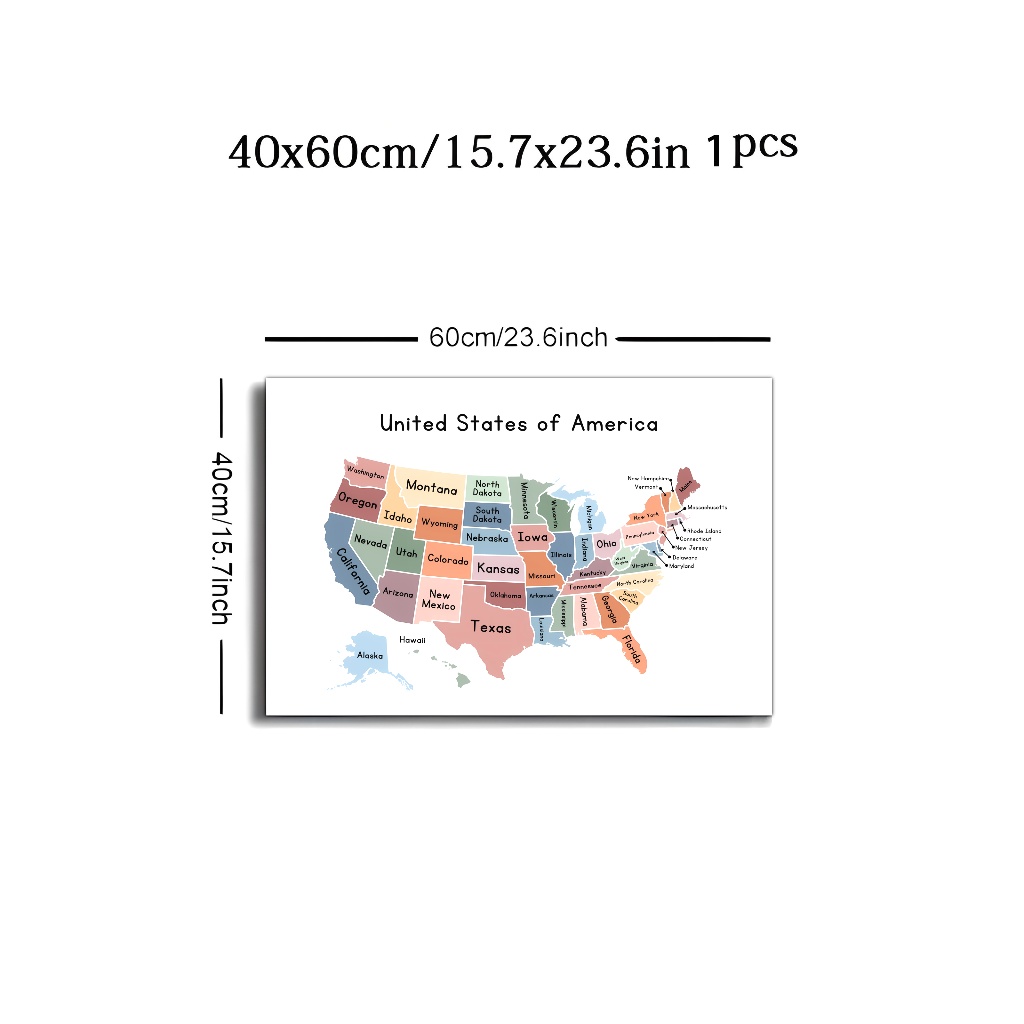 40x60cm/15.7x23.6in 1pcs
60cm/23.6inch
40cm/15.7inch
United States of America
Washington
Oregon
California
Idaho
Nevada
Montana
Wyoming
Utah
Arizona
Colorado
New
Mexico
North
Dakota
South
Dakota
Nebraska
Kansas
Oklahoma
Texas
Minnesota
Iowa
Missouri
Arkansas
Louisiana
Wisconsin
Illinois
Michigan
Indiana
Ohio
Kentucky
Tennessee
Mississippi
Alabama
Georgia
Florida
South
Carolina
North Carolina
Virginia
West
Virginia
Pennsylvania
New York
New Hampshire
Vermont
Maine
Massachusetts
Rhode Island
Connecticut
New Jersey
Delaware
Maryland
Alaska
Hawaii